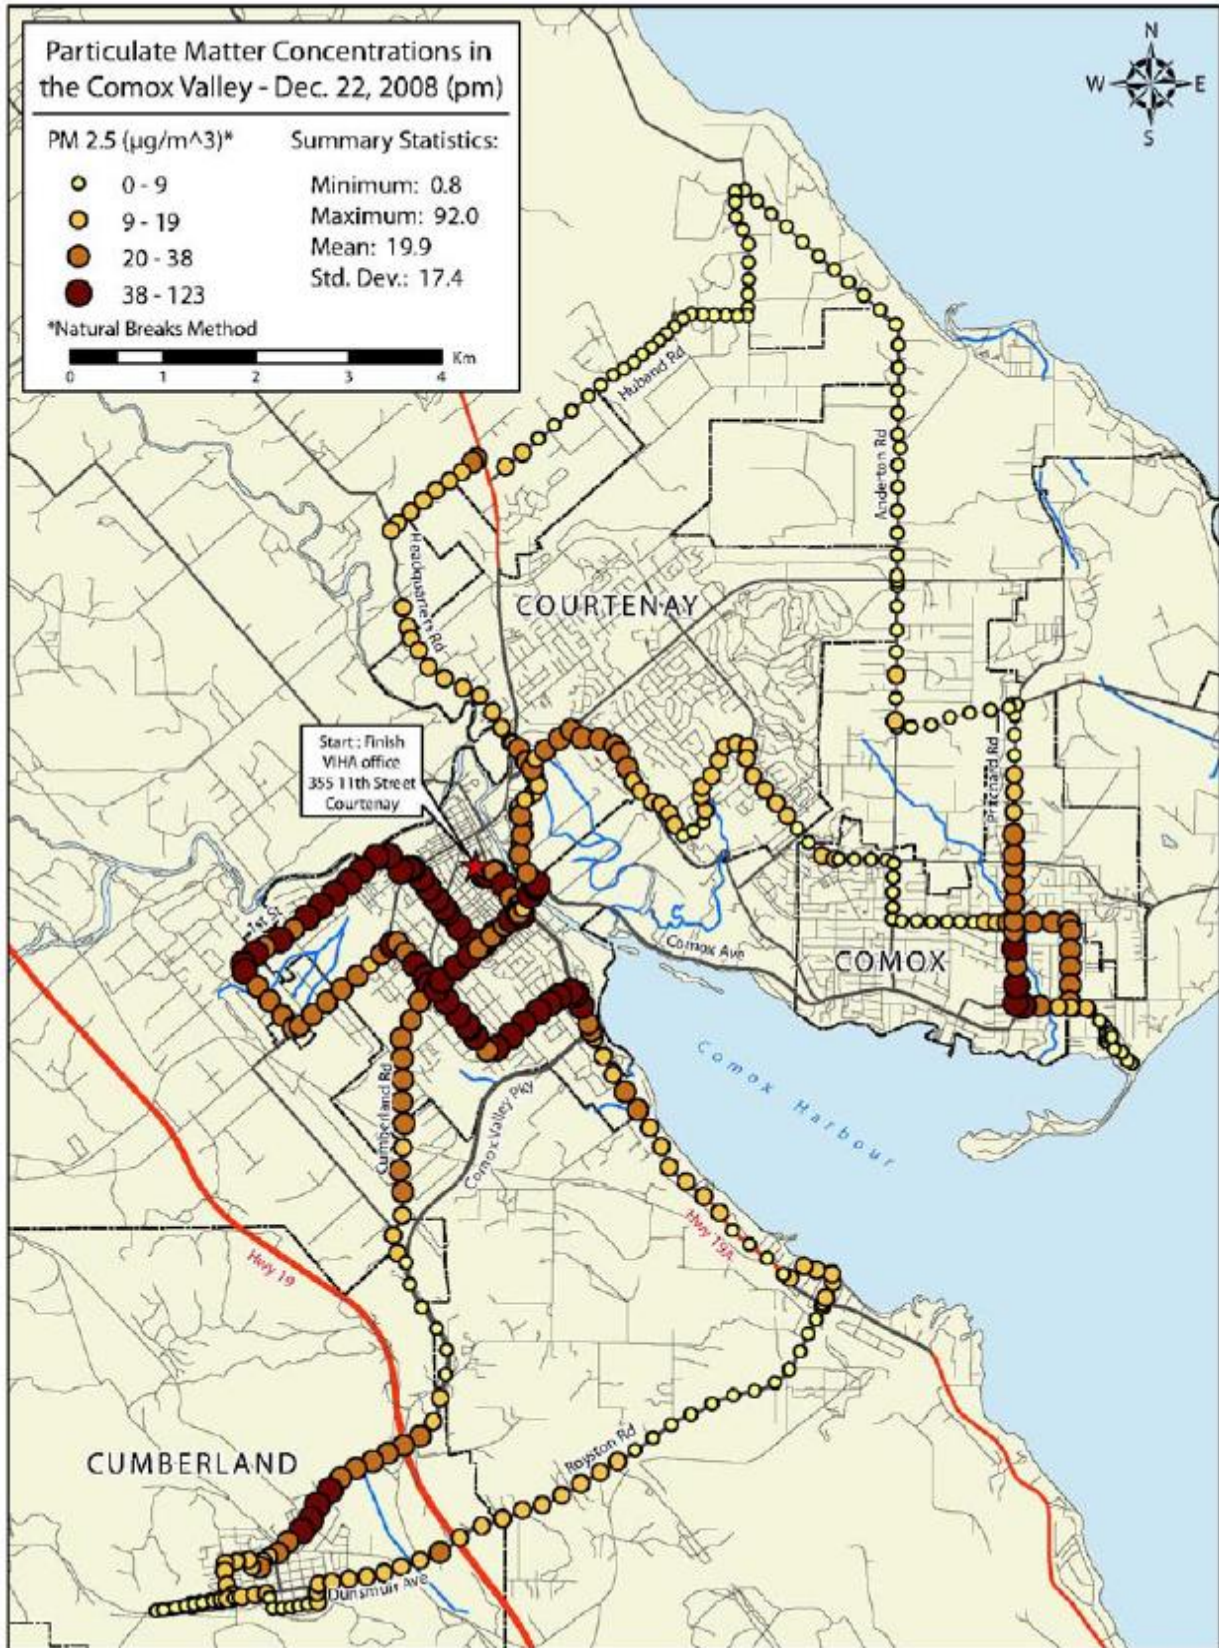 Particulate Matter Concentrations in
the Comox Valley - Dec. 22, 2008 (pm)
PM 2.5 (µg/m^3)*
0 - 9
9 - 19
20 - 38
38 - 123
*Natural Breaks Method
Summary Statistics:
Minimum: 0.8
Maximum: 92.0
Mean: 19.9
Std. Dev.: 17.4
Km
0 1 2 3 4
N
W E
S
Huband Rd
Anderton Rd
Headquarters Rd
COURTENAY
Start : Finish
VIHA office
355 11th Street
Courtenay
Pritchard Rd
1st St
Comox Ave
COMOX
Comox Harbour
Cumberland Rd
Comox Valley Pky
Hwy 19A
Hwy 19
CUMBERLAND
Royston Rd
Dunsmuir Ave